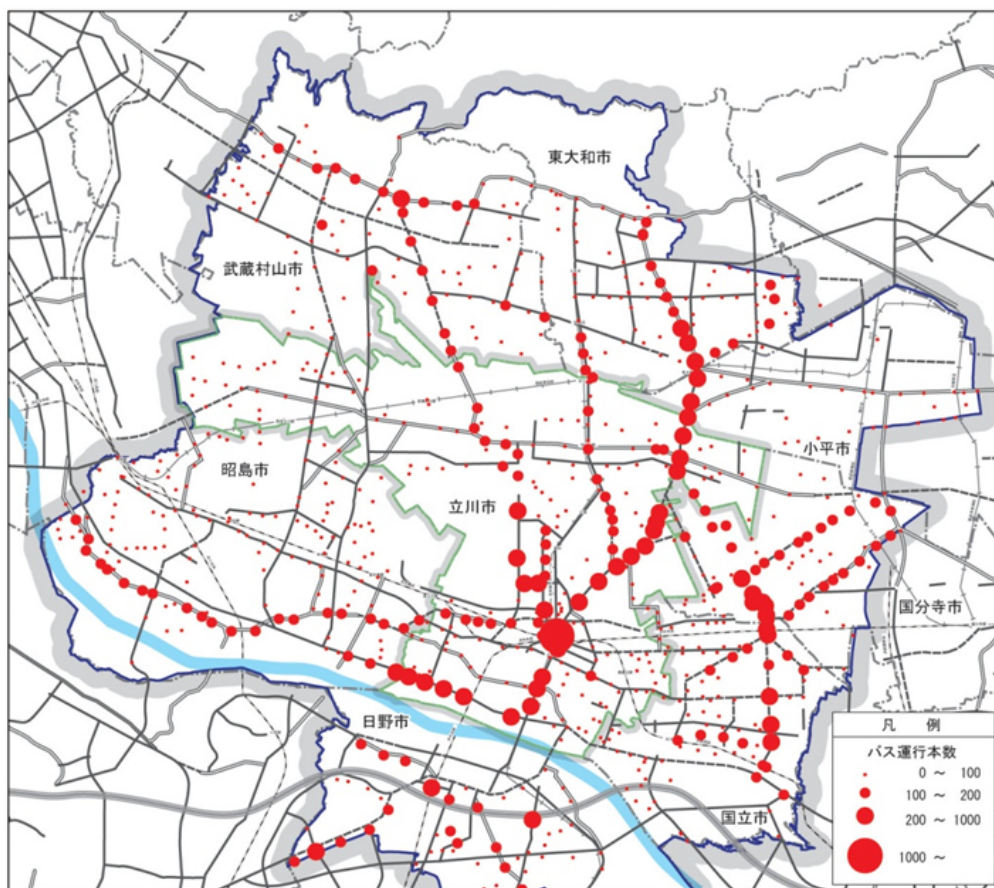 東大和市
武蔵村山市
小平市
昭島市
立川市
国分寺市
日野市
国立市
凡 例
バス運行本数
0 ～ 100
100 ～ 200
200 ～ 1000
1000 ～